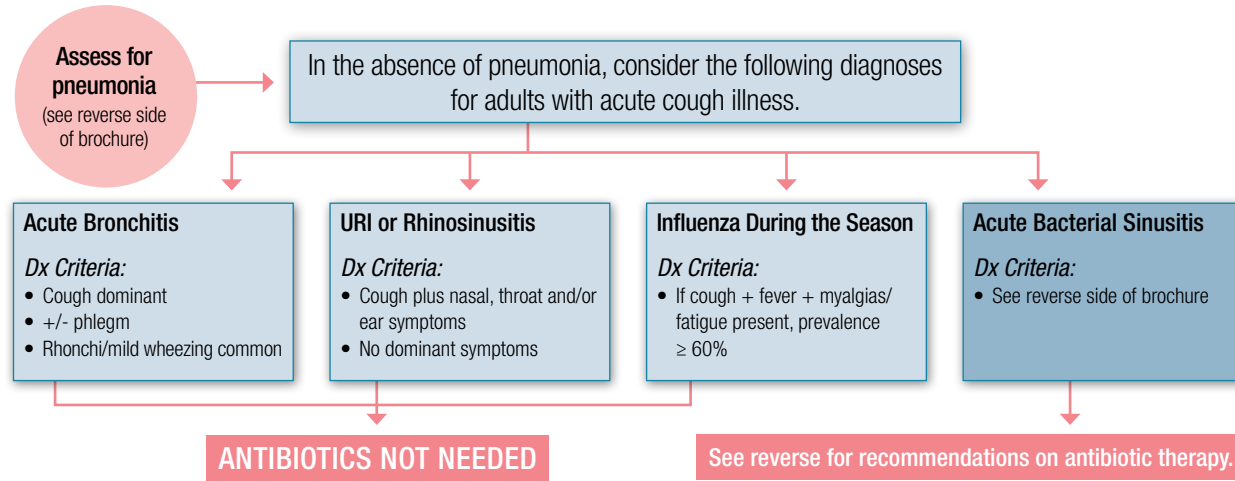 Assess for
pneumonia
(see reverse side
of brochure)
In the absence of pneumonia, consider the following diagnoses
for adults with acute cough illness.
Acute Bronchitis
Dx Criteria:
• Cough dominant
• +/- phlegm
• Rhonchi/mild wheezing common
URI or Rhinosinusitis
Dx Criteria:
• Cough plus nasal, throat and/or
ear symptoms
• No dominant symptoms
Influenza During the Season
Dx Criteria:
• If cough + fever + myalgias/
fatigue present, prevalence
≥ 60%
Acute Bacterial Sinusitis
Dx Criteria:
• See reverse side of brochure
ANTIBIOTICS NOT NEEDED
See reverse for recommendations on antibiotic therapy.